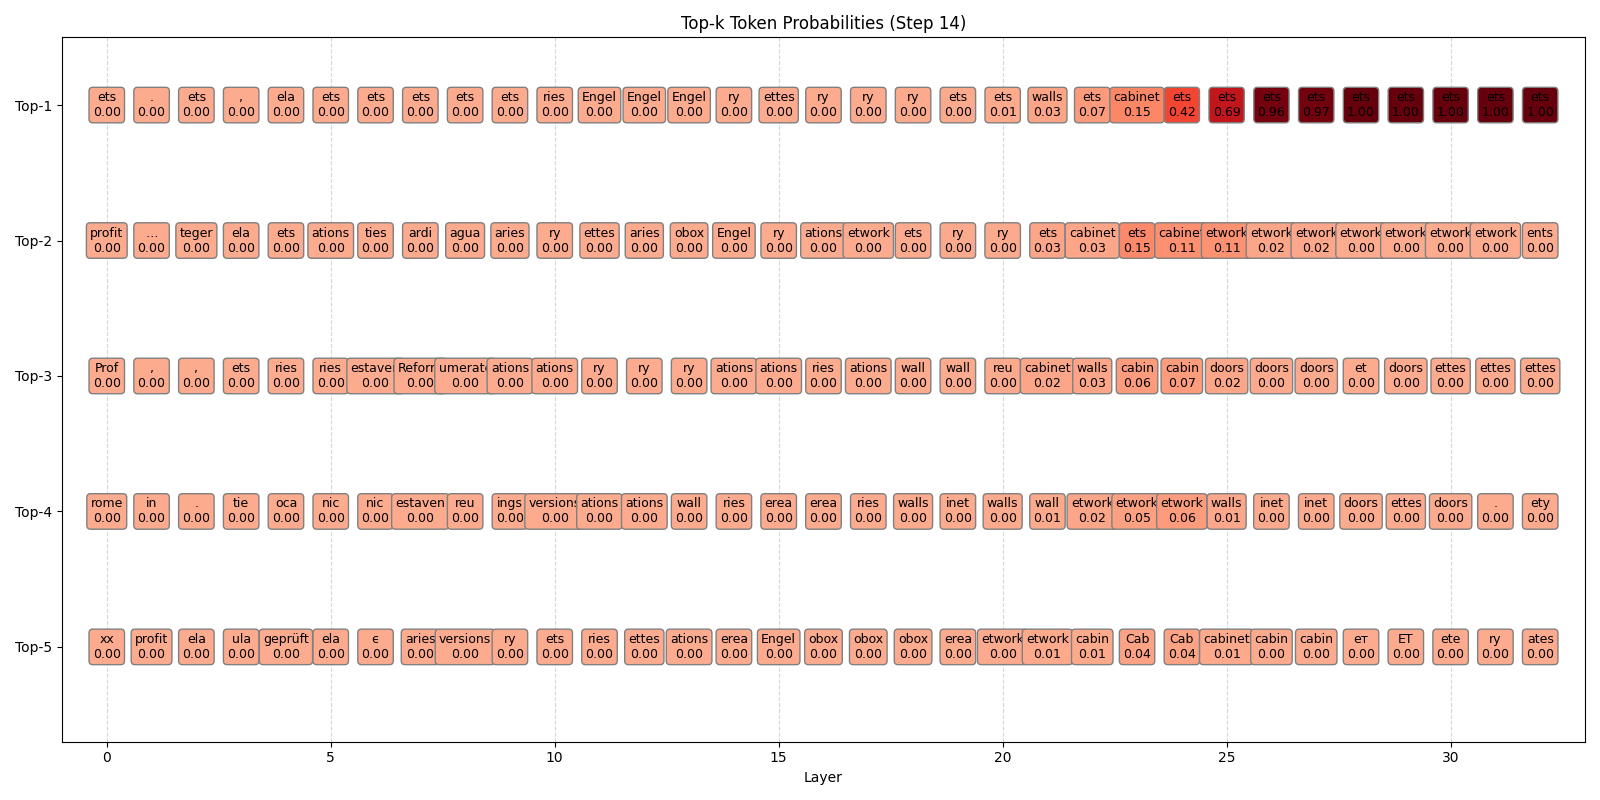 Top-k Token Probabilities (Step 14)
Top-1
ets . ets , ela ets ets ets ets ets ries Engel Engel Engel ry ettes ry ry ry ets ets walls ets cabinet ets ets ets ets ets ets ets ets ets
0.00 0.00 0.00 0.00 0.00 0.00 0.00 0.00 0.00 0.00 0.00 0.00 0.00 0.00 0.00 0.00 0.00 0.00 0.00 0.00 0.01 0.03 0.07 0.15 0.42 0.69 0.96 0.97 1.00 1.00 1.00 1.00 1.00
Top-2
profit ... teger ela ets ations ties ardi agua aries ry ettes aries obox Engel ry ations etwork ets ry ry ets cabinet ets cabinet etwork etwork etwork etwork etwork etwork etwork ents
0.00 0.00 0.00 0.00 0.00 0.00 0.00 0.00 0.00 0.00 0.00 0.00 0.00 0.00 0.00 0.00 0.00 0.00 0.00 0.00 0.00 0.03 0.03 0.15 0.11 0.11 0.02 0.02 0.00 0.00 0.00 0.00 0.00
Top-3
Prof , , ets ries ries estaven Reform umerate ations ations ry ry ry ations ations ries ations wall wall reu cabinet walls cabin cabin doors doors doors et doors ettes ettes ettes
0.00 0.00 0.00 0.00 0.00 0.00 0.00 0.00 0.00 0.00 0.00 0.00 0.00 0.00 0.00 0.00 0.00 0.00 0.00 0.00 0.00 0.02 0.03 0.06 0.07 0.02 0.00 0.00 0.00 0.00 0.00 0.00 0.00
Top-4
rome in . tie oca nic nic estaven reu ings versions ations ations wall ries erea erea ries walls inet walls wall etwork etwork etwork walls inet inet doors ettes doors . ety
0.00 0.00 0.00 0.00 0.00 0.00 0.00 0.00 0.00 0.00 0.00 0.00 0.00 0.00 0.00 0.00 0.00 0.00 0.00 0.00 0.00 0.01 0.02 0.05 0.06 0.01 0.00 0.00 0.00 0.00 0.00 0.00 0.00
Top-5
xx profit ela ula geprüft ela є aries versions ry ets ries ettes ations erea Engel obox obox obox erea etwork etwork cabin Cab Cab cabinet cabin cabin ет ET ete ry ates
0.00 0.00 0.00 0.00 0.00 0.00 0.00 0.00 0.00 0.00 0.00 0.00 0.00 0.00 0.00 0.00 0.00 0.00 0.00 0.00 0.00 0.01 0.01 0.04 0.04 0.01 0.00 0.00 0.00 0.00 0.00 0.00 0.00
0 5 10 15 20 25 30
Layer